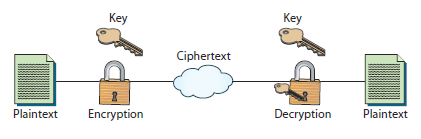 Key
Key
Ciphertext
Plaintext
Encryption
Decryption
Plaintext